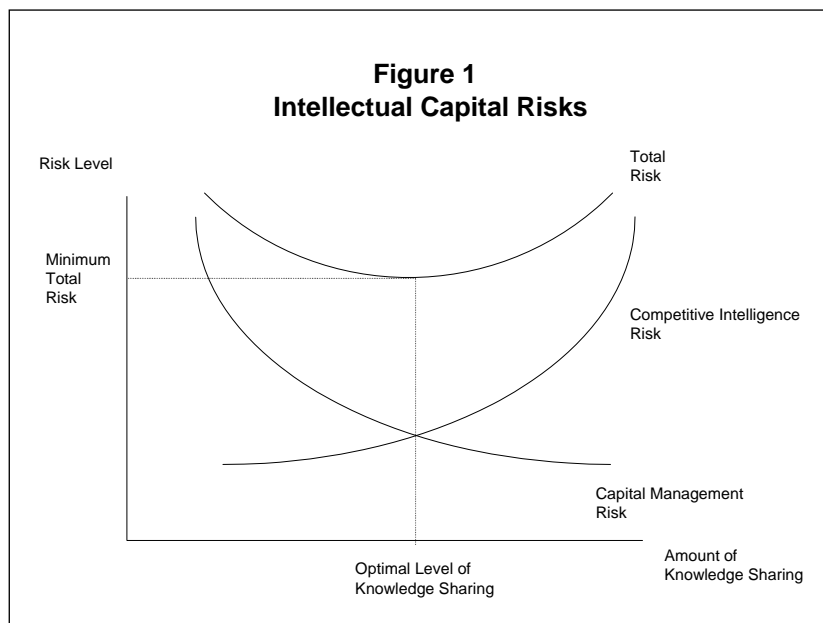 Figure 1
Intellectual Capital Risks
Risk Level
Total
Risk
Minimum
Total
Risk
Competitive Intelligence
Risk
Capital Management
Risk
Optimal Level of
Knowledge Sharing
Amount of
Knowledge Sharing